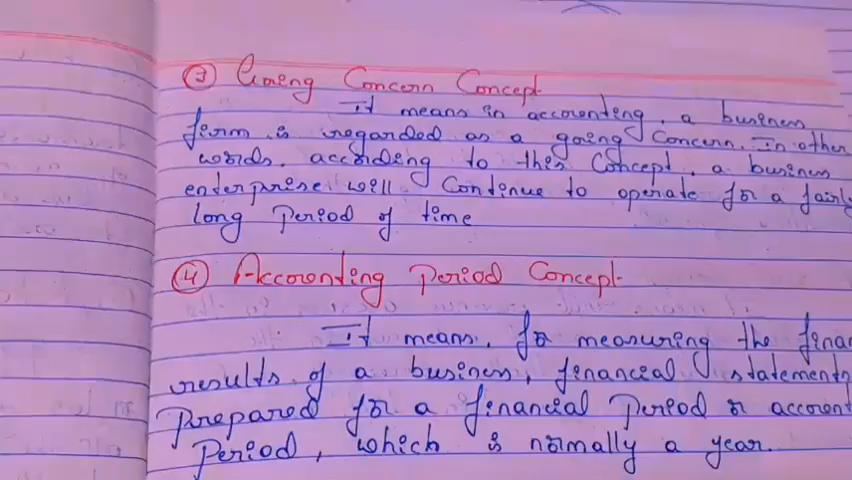 ③ Going Concern Concept
It means in accounting, a business
firm is regarded as a going Concern. In other
words, according to this Concept, a business
enterprise will Continue to operate for a fairly
long Period of time
④ Accounting Period Concept
It means, for measuring the finan
results of a business, financial statements
Prepared for a financial Period or account
Period, which is normally a year.